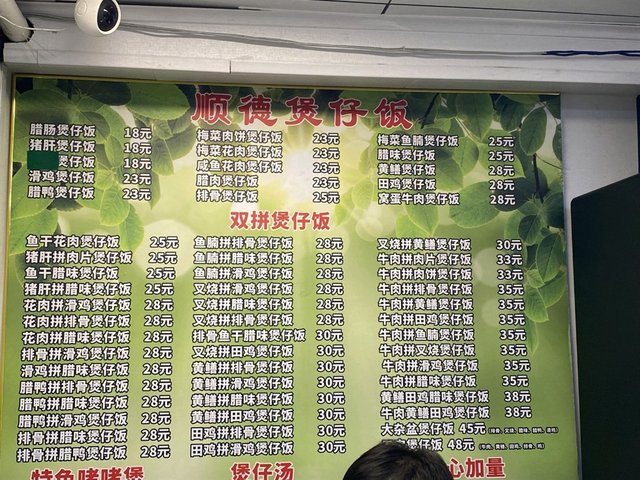 顺德煲仔饭
腊肠煲仔饭 18元
猪肝煲仔饭 18元
煲仔饭 18元
滑鸡煲仔饭 23元
腊鸭煲仔饭 23元
梅菜肉饼煲仔饭 23元
梅菜花肉煲仔饭 23元
咸鱼花肉煲仔饭 23元
腊肉煲仔饭 23元
排骨煲仔饭 25元
梅菜鱼腩煲仔饭 25元
腊味煲仔饭 25元
黄鳝煲仔饭 28元
田鸡煲仔饭 28元
窝蛋牛肉煲仔饭 28元
双拼煲仔饭
鱼干花肉煲仔饭 25元
猪肝拼肉片煲仔饭 25元
鱼干腊味煲仔饭 25元
猪肝拼腊味煲仔饭 28元
花肉拼滑鸡煲仔饭 28元
花肉拼排骨煲仔饭 28元
花肉拼腊味煲仔饭 28元
排骨拼滑鸡煲仔饭 28元
滑鸡拼腊味煲仔饭 28元
腊鸭拼排骨煲仔饭 28元
腊鸭拼腊味煲仔饭 28元
腊鸭拼滑鸡煲仔饭 28元
排骨拼腊味煲仔饭 28元
排骨拼腊鸭煲仔饭 28元
鱼腩拼排骨煲仔饭 28元
鱼腩拼腊味煲仔饭 28元
鱼腩拼滑鸡煲仔饭 28元
叉烧拼滑鸡煲仔饭 28元
叉烧拼腊味煲仔饭 28元
叉烧拼排骨煲仔饭 28元
排骨鱼干腊味煲仔饭 30元
叉烧拼田鸡煲仔饭 30元
黄鳝拼排骨煲仔饭 30元
黄鳝拼滑鸡煲仔饭 30元
黄鳝拼腊味煲仔饭 30元
黄鳝拼田鸡煲仔饭 30元
田鸡拼排骨煲仔饭 30元
田鸡拼滑鸡煲仔饭 30元
叉烧拼黄鳝煲仔饭 30元
牛肉拼肉片煲仔饭 33元
牛肉拼肉饼煲仔饭 33元
牛肉拼排骨煲仔饭 35元
牛肉拼黄鳝煲仔饭 35元
牛肉拼田鸡煲仔饭 35元
牛肉拼鱼腩煲仔饭 35元
牛肉拼叉烧煲仔饭 35元
牛肉拼滑鸡煲仔饭 35元
牛肉拼腊味煲仔饭 35元
黄鳝田鸡腊味煲仔饭 38元
牛肉黄鳝田鸡煲仔饭 38元
大杂盆煲仔饭 45元
煲仔饭 48元
特色啫啫煲
煲仔汤
心加量